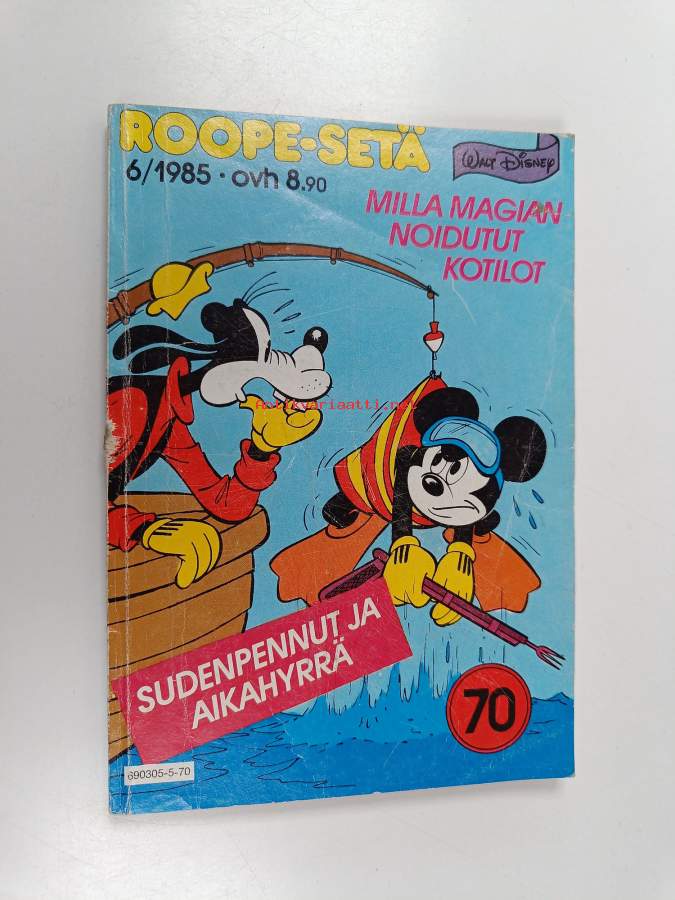 ROOPE-SETÄ
6/1985 • ovh 8.90
WALT DISNEY
MILLA MAGIAN
NOIDUTUT
KOTILOT
Antikvariaatti.net
SUDENPENNUT JA
AIKAHYRRÄ
70
690305-5-70